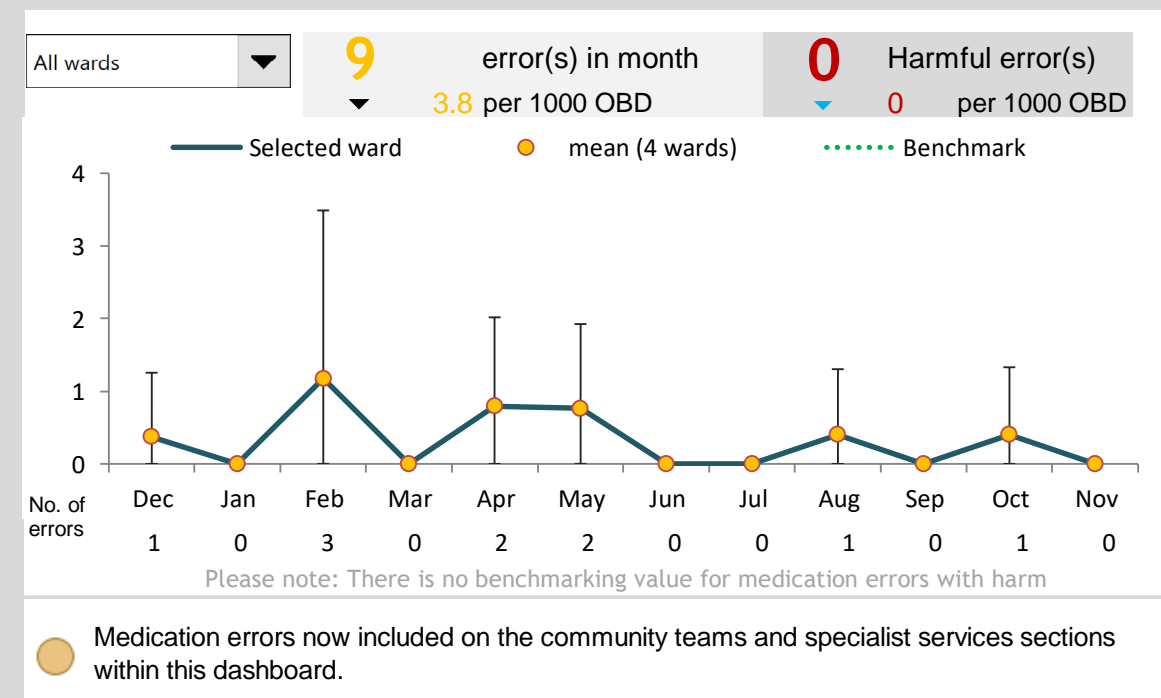 All wards
9 error(s) in month
3.8 per 1000 OBD
0 Harmful error(s)
0 per 1000 OBD
Selected ward mean (4 wards) Benchmark
4
3
2
1
0
Dec Jan Feb Mar Apr May Jun Jul Aug Sep Oct Nov
No. of
errors
1 0 3 0 2 2 0 0 1 0 1 0
Please note: There is no benchmarking value for medication errors with harm
Medication errors now included on the community teams and specialist services sections
within this dashboard.